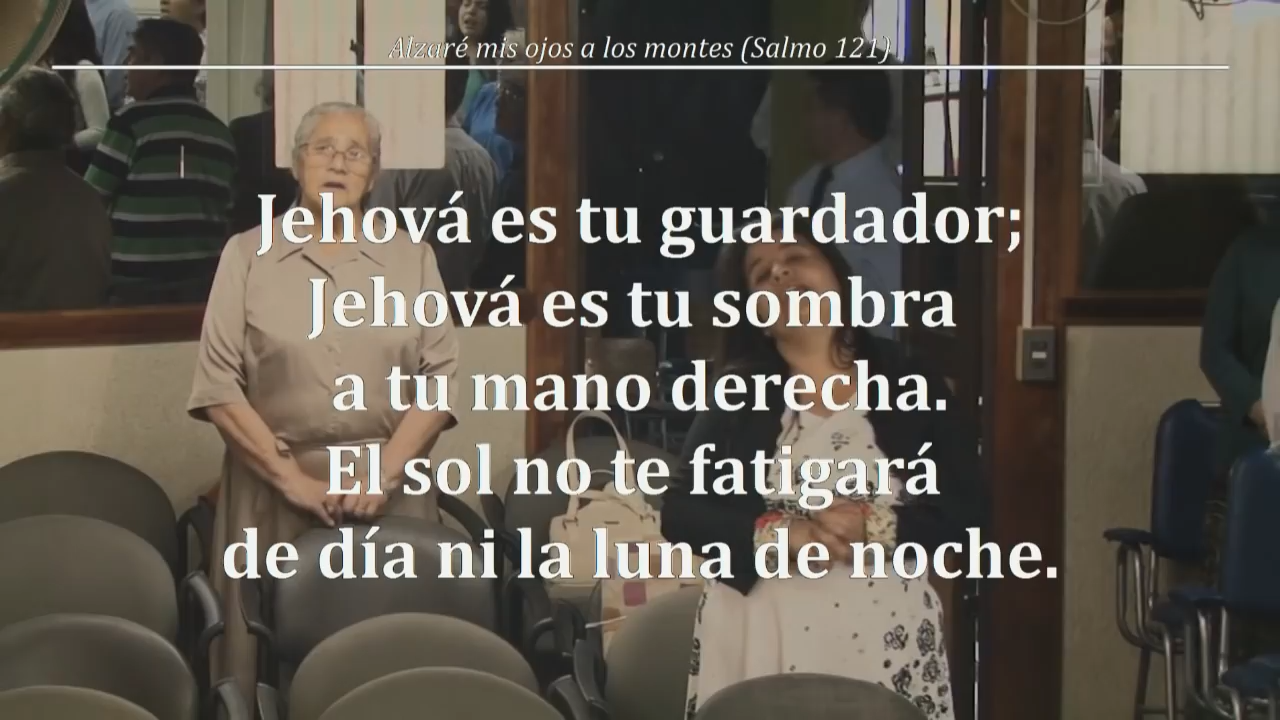 Alzaré mis ojos a los montes (Salmo 121)
Jehová es tu guardador;
Jehová es tu sombra
a tu mano derecha.
El sol no te fatigará
de día ni la luna de noche.